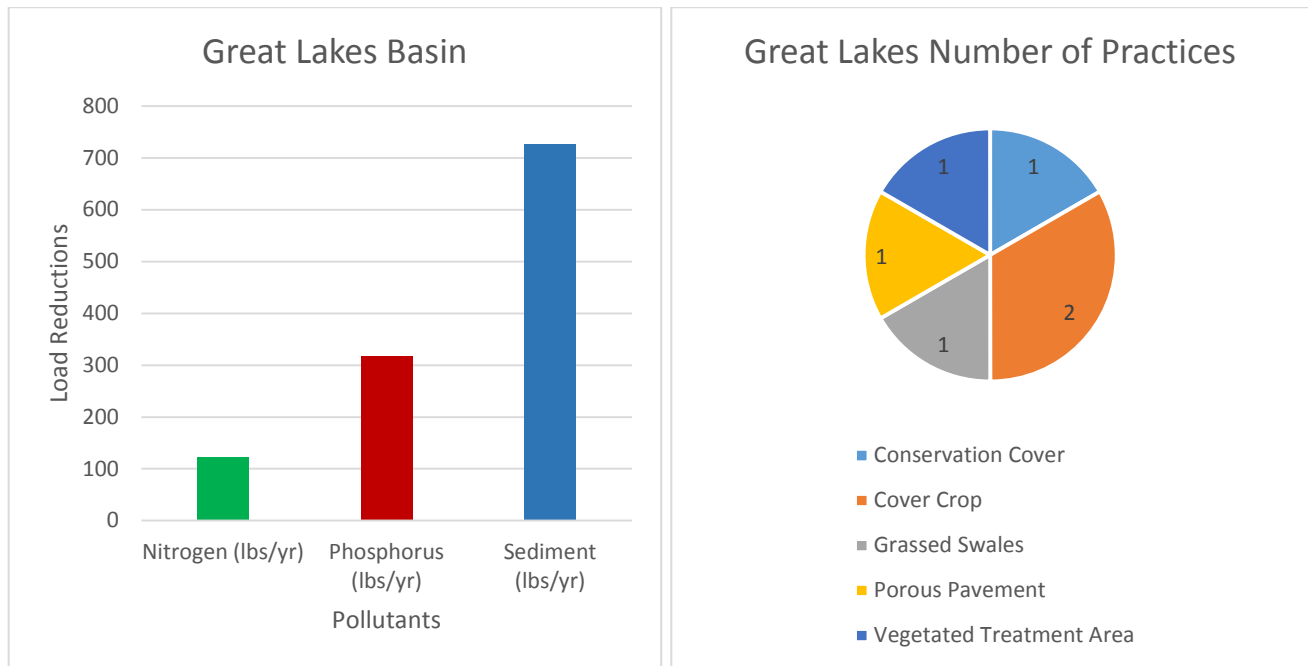 Great Lakes Basin
800
700
600
500
400
300
200
100
0
Load Reductions
Nitrogen (lbs/yr)
Phosphorus
(lbs/yr)
Sediment
(lbs/yr)
Pollutants
Great Lakes Number of Practices
1
1
1
2
1
Conservation Cover
Cover Crop
Grassed Swales
Porous Pavement
Vegetated Treatment Area